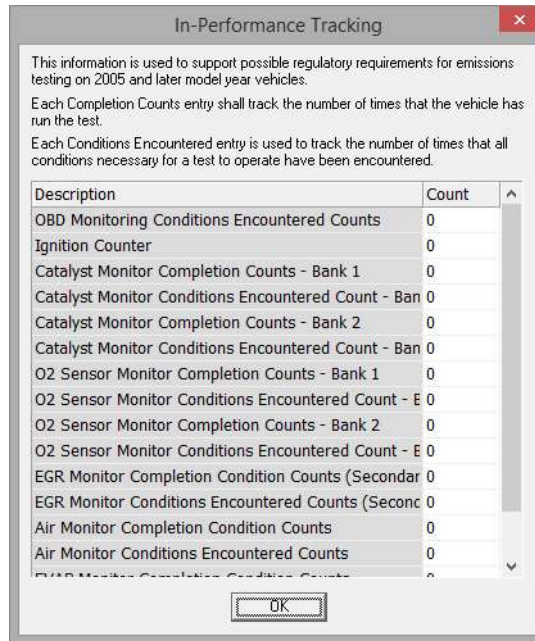 In-Performance Tracking
This information is used to support possible regulatory requirements for emissions
testing on 2005 and later model year vehicles.
Each Completion Counts entry shall track the number of times that the vehicle has
run the test.
Each Conditions Encountered entry is used to track the number of times that all
conditions necessary for a test to operate have been encountered.
Description Count
OBD Monitoring Conditions Encountered Counts 0
Ignition Counter 0
Catalyst Monitor Completion Counts - Bank 1 0
Catalyst Monitor Conditions Encountered Count - Ban 0
Catalyst Monitor Completion Counts - Bank 2 0
Catalyst Monitor Conditions Encountered Count - Ban 0
O2 Sensor Monitor Completion Counts - Bank 1 0
O2 Sensor Monitor Conditions Encountered Count - E 0
O2 Sensor Monitor Completion Counts - Bank 2 0
O2 Sensor Monitor Conditions Encountered Count - E 0
EGR Monitor Completion Condition Counts (Secondar 0
EGR Monitor Conditions Encountered Counts (Second 0
Air Monitor Completion Condition Counts 0
Air Monitor Conditions Encountered Counts 0
EVAP Monitor Completion Condition Counts 0
OK